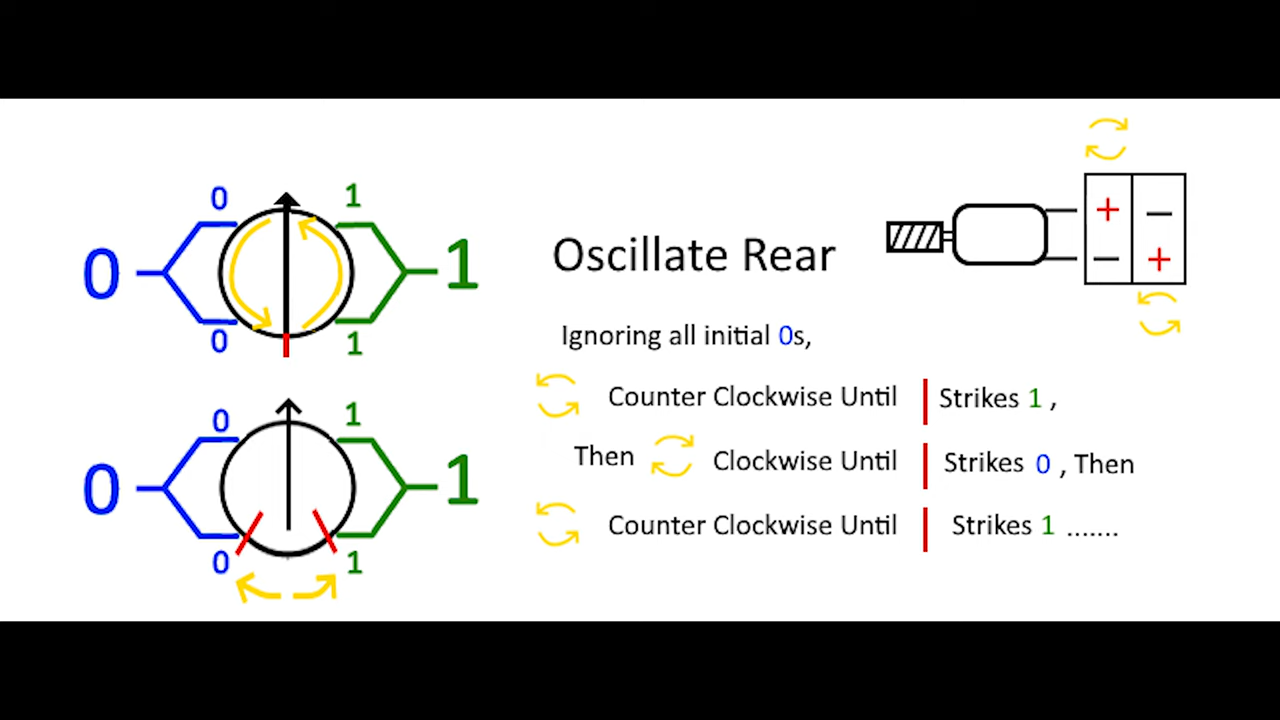 0 1
0 1
0 1
Oscillate Rear
+ −
− +
Ignoring all initial 0s,
Counter Clockwise Until | Strikes 1 ,
Then Clockwise Until | Strikes 0 , Then
Counter Clockwise Until | Strikes 1 .......
0 1
0 1
0 1